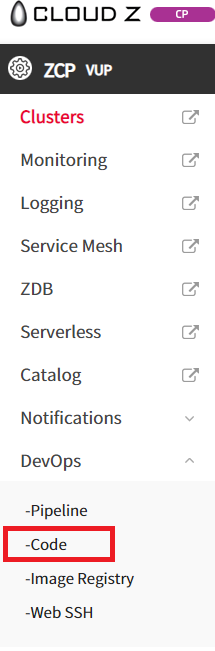 CLOUD Z CP
ZCP VUP
Clusters
Monitoring
Logging
Service Mesh
ZDB
Serverless
Catalog
Notifications
DevOps
-Pipeline
-Code
-Image Registry
-Web SSH